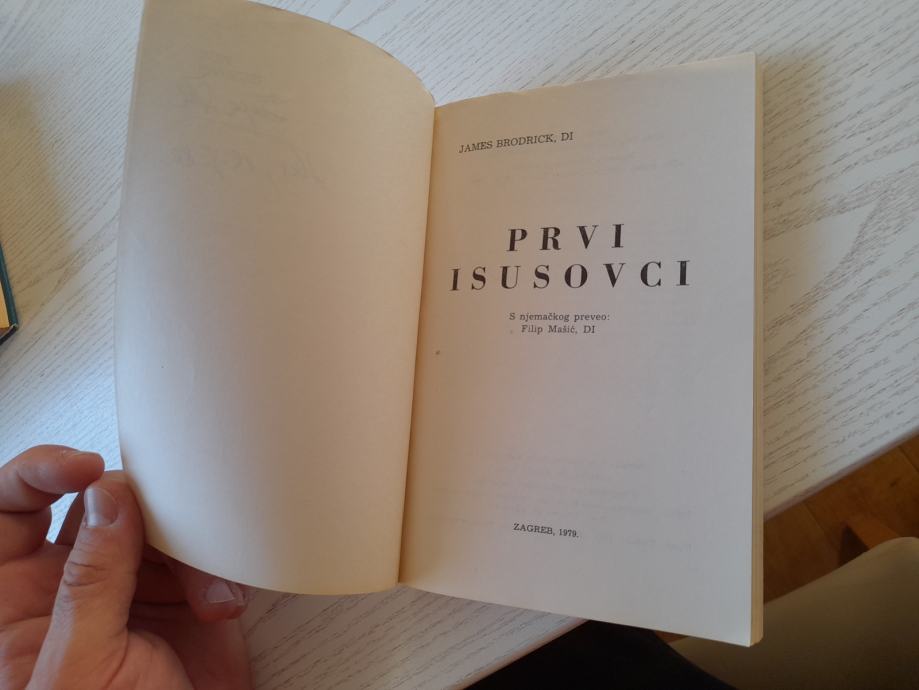 JAMES BRODRICK, DI
PRVI
ISUSOVCI
S njemačkog preveo:
Filip Mašić, DI
ZAGREB, 1979.